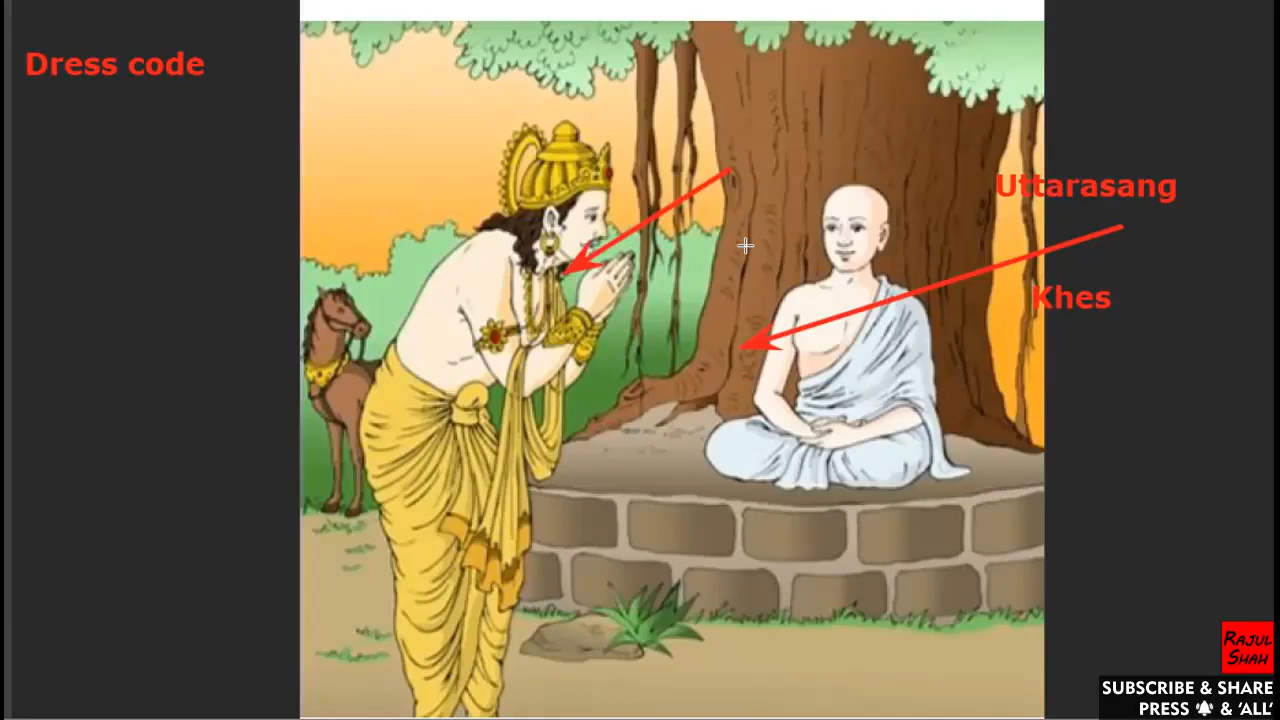 Dress code
Uttarasang
Khes
RAJUL
SHAH
SUBSCRIBE & SHARE
PRESS 🔔 & 'ALL'